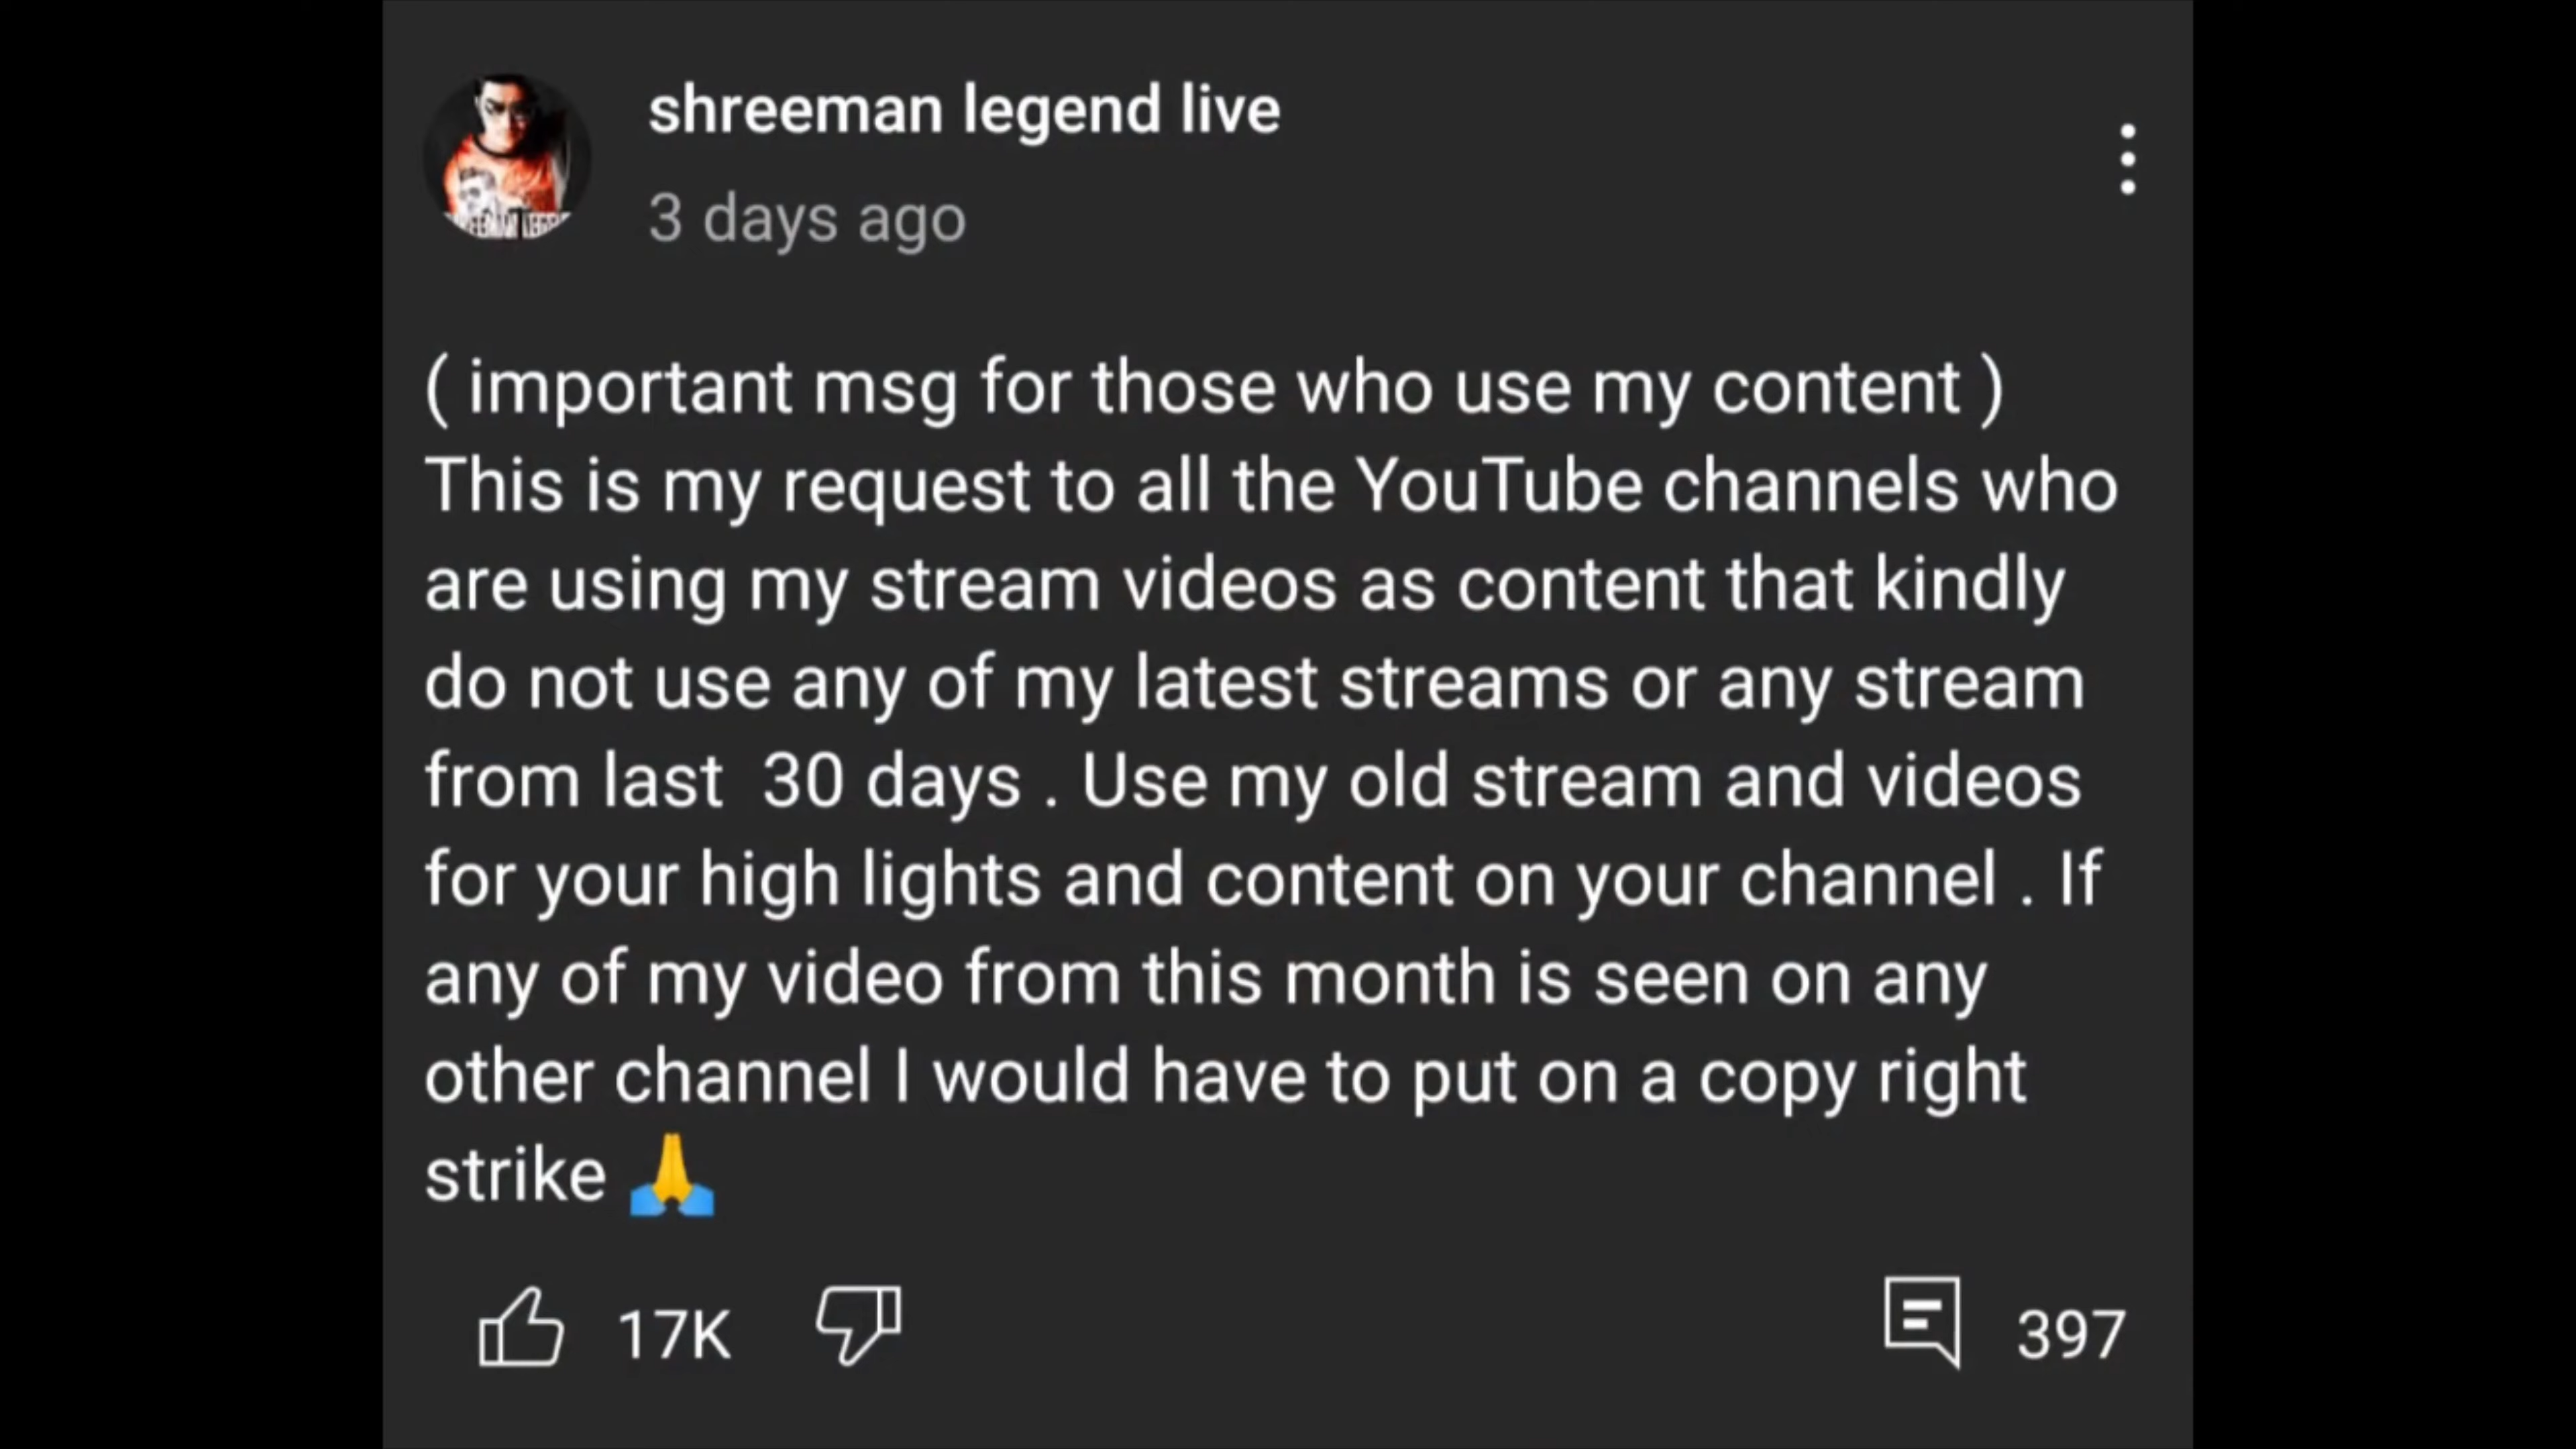 shreeman legend live
3 days ago
( important msg for those who use my content )
This is my request to all the YouTube channels who
are using my stream videos as content that kindly
do not use any of my latest streams or any stream
from last  30 days . Use my old stream and videos
for your high lights and content on your channel . If
any of my video from this month is seen on any
other channel I would have to put on a copy right
strike 🙏
17K
397